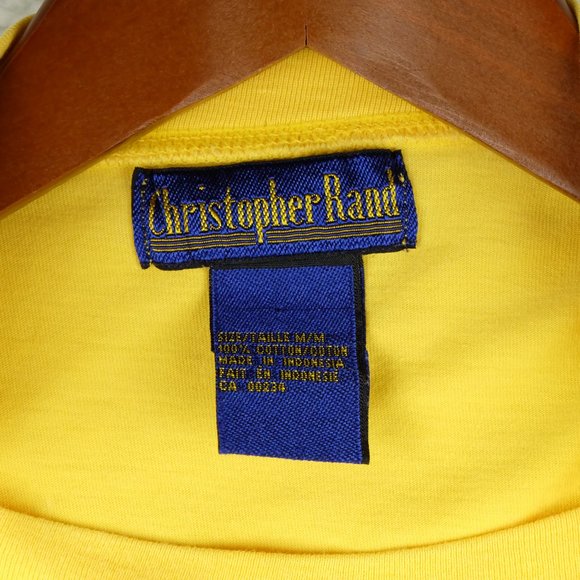 Christopher Rand
SIZE/TAILLE M/M
100% COTTON/COTON
MADE IN INDONESIA
FAIT EN INDONESIE
CA 00234